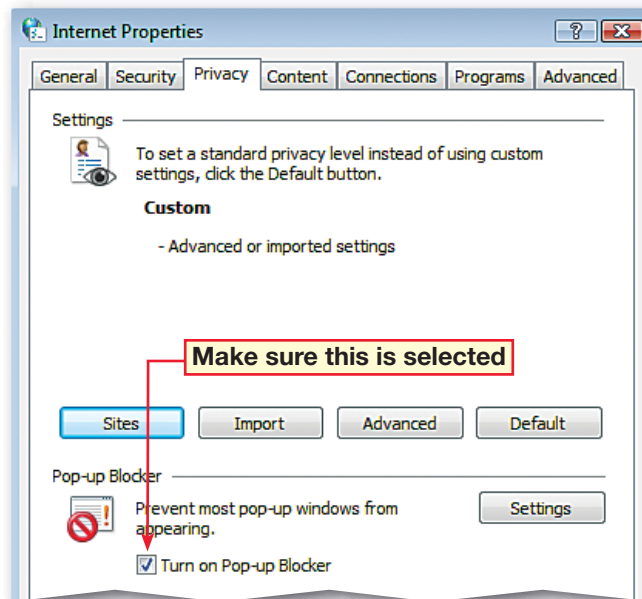 Internet Properties
General Security Privacy Content Connections Programs Advanced
Settings
To set a standard privacy level instead of using custom
settings, click the Default button.
Custom
- Advanced or imported settings
Make sure this is selected
Sites Import Advanced Default
Pop-up Blocker
Prevent most pop-up windows from
appearing.
Settings
Turn on Pop-up Blocker